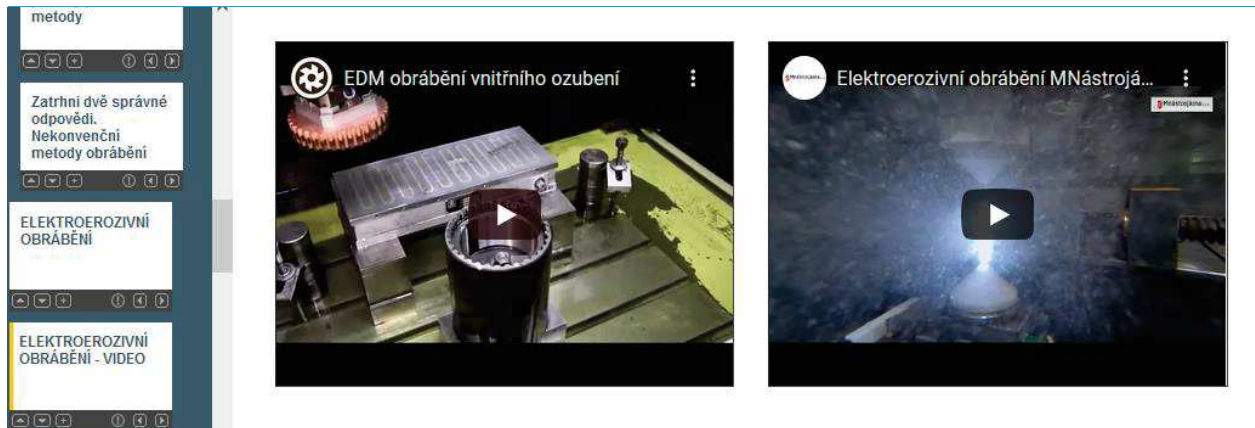 metody
Zatrhni dvě správné
odpovědi.
Nekonvenční
metody obrábění
ELEKTROEROZIVNÍ
OBRÁBĚNÍ
ELEKTROEROZIVNÍ
OBRÁBĚNÍ - VIDEO
EDM obrábění vnitřního ozubení
Elektroerozivní obrábění MNástrojá...